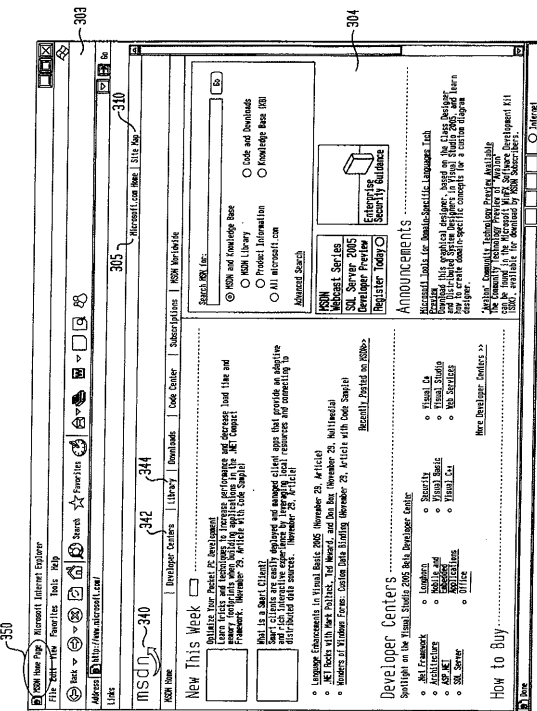 350
MSDN Home Page Microsoft Internet Explorer
File Edit View Favorites Tools Help
Back Search Favorites
Address http://www.microsoft.com/
Go
Links
303
msdn
340
342
344
305
310
Microsoft.com Home | Site Map
MSDN Home | Developer Centers | Library | Downloads | Code Center | Subscriptions | MSDN Worldwide
New This Week
Optimize Your Pocket PC Development
Learn tricks and techniques to increase performance and decrease load time and
memory footprints when building applications in the .NET Compact
Framework. (November 29, Article with Code Sample)
What is a Smart Client?
Smart clients are easily deployed and managed client apps that provide an adaptive
and rich interactive experience by leveraging local resources and connecting to
distributed data sources. (November 29, Article)
o Language Enhancements in Visual Basic 2005 (November 29, Article)
o .NET Rocks with Mark Pollack, Ted Neward, and Don Box (November 29, Multimedia)
o Wonders of Windows Forms: Custom Data Binding (November 29, Article with Code Sample)
Recently Posted on MSDN>>
Developer Centers
Spotlight on the Visual Studio 2005 Beta Developer Center
o .Net Framework
o Architecture
o ASP.NET
o SQL Server
o Longhorn
o Mobile and
Embedded
Applications
o Office
o Security
o Visual Basic
o Visual C++
o Visual C#
o Visual Studio
o Web Services
More Developer Centers >>
How to Buy
Search MSDN for:
Go
MSDN and Knowledge Base
MSDN Library
Product Information
All microsoft.com
Code and Downloads
Knowledge Base (KB)
Advanced Search
304
MSDN
Webcast Series
SQL Server 2005
Developer Preview
Register Today
Enterprise
Security Guidance
Announcements
Microsoft Tools for Domain-Specific Languages Tech
Preview
Download this graphical designer, based on the Class Designer
and Distributed System Designers in Visual Studio 2005, and learn
how to create domain-specific concepts for a custom diagram
designer.
"Avalon" Community Technology Preview Available
The Community Technology Preview of "Avalon"
can be found in the Microsoft WinFX Software Development Kit
(SDK), available for download by MSDN Subscribers.
Done
Internet